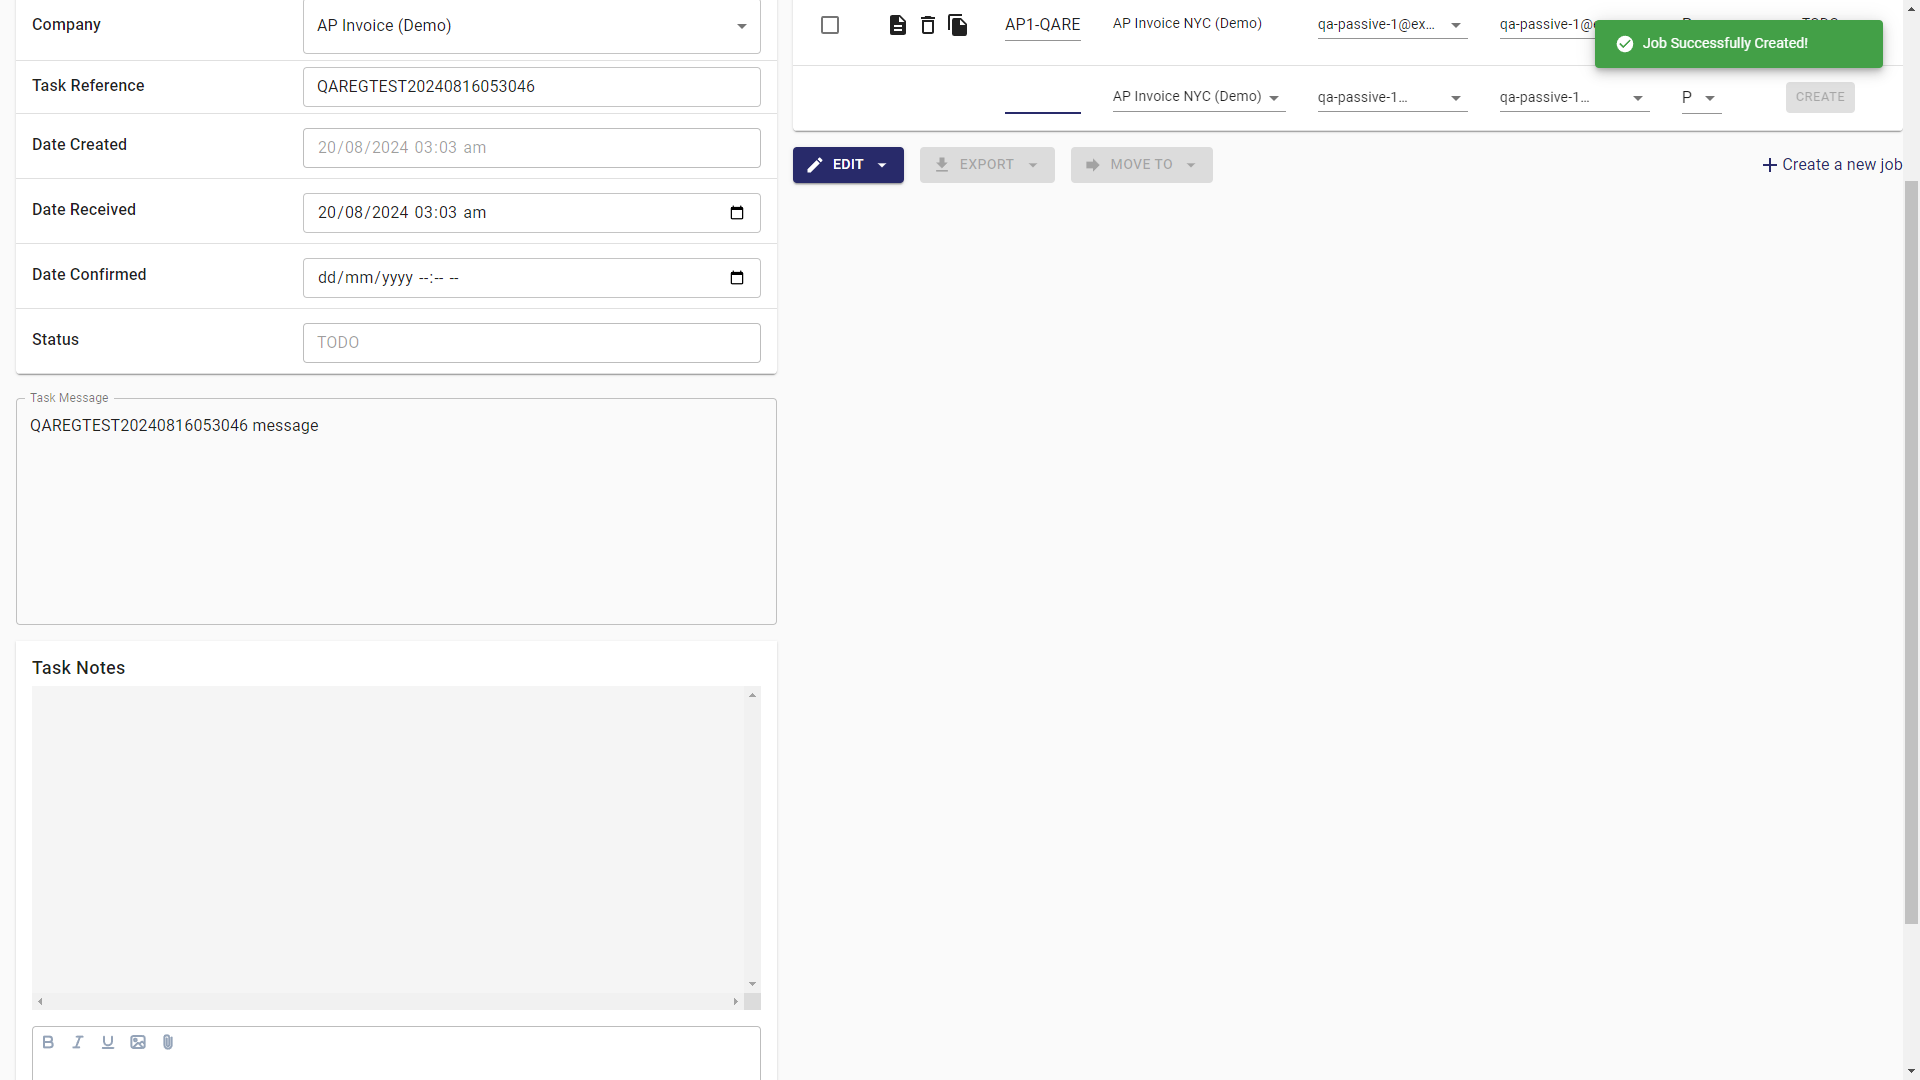 Company
AP Invoice (Demo)
Task Reference
QAREGTEST20240816053046
Date Created
20/08/2024 03:03 am
Date Received
20/08/2024 03:03 am
Date Confirmed
dd/mm/yyyy --:-- --
Status
TODO
Task Message
QAREGTEST20240816053046 message
Task Notes
AP1-QARE
AP Invoice NYC (Demo)
qa-passive-1@ex...
qa-passive-1@
Job Successfully Created!
AP Invoice NYC (Demo)
qa-passive-1...
qa-passive-1...
P
CREATE
EDIT
EXPORT
MOVE TO
Create a new job